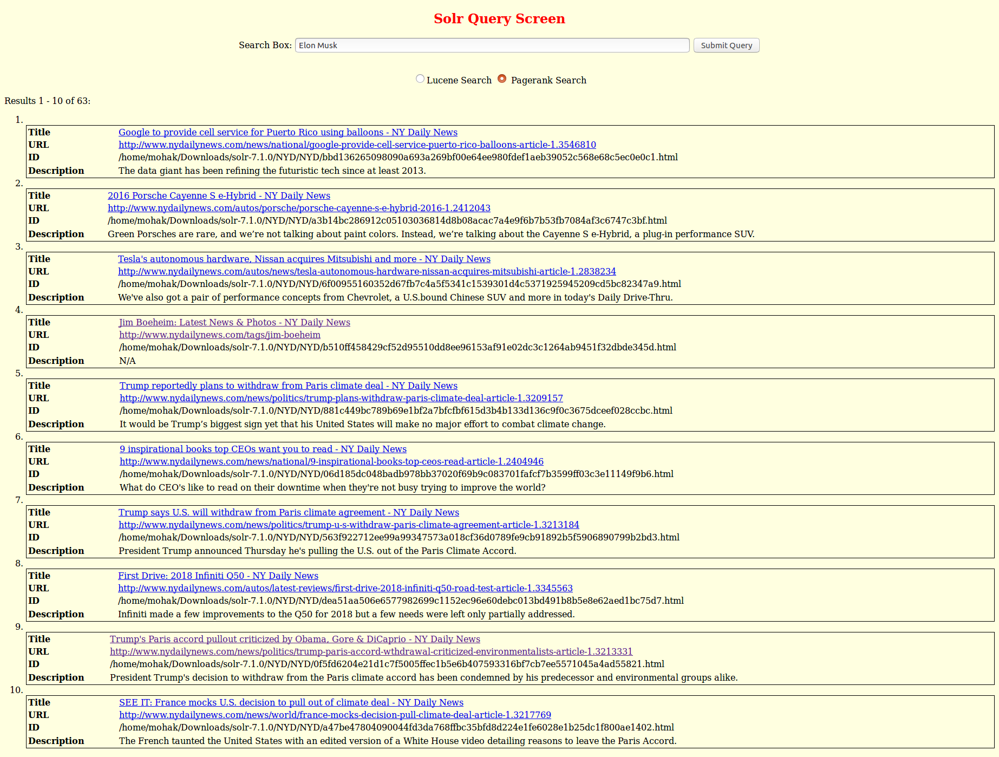 Solr Query Screen
Search Box: Elon Musk Submit Query
Lucene Search Pagerank Search
Results 1 - 10 of 63:
1.
Title Google to provide cell service for Puerto Rico using balloons - NY Daily News
URL http://www.nydailynews.com/news/national/google-provide-cell-service-puerto-rico-balloons-article-1.3546810
ID /home/mohak/Downloads/solr-7.1.0/NYD/NYD/bbd136265098090a693a269bf00e64ee980fdef1aeb39052c568e68c5ec0e0c1.html
Description The data giant has been refining the futuristic tech since at least 2013.
2.
Title 2016 Porsche Cayenne S e-Hybrid - NY Daily News
URL http://www.nydailynews.com/autos/porsche/porsche-cayenne-s-e-hybrid-2016-1.2412043
ID /home/mohak/Downloads/solr-7.1.0/NYD/NYD/a3b14bc286912c05103036814d8b08acac7a4e9f6b7b53fb7084af3c6747c3bf.html
Description Green Porsches are rare, and we’re not talking about paint colors. Instead, we’re talking about the Cayenne S e-Hybrid, a plug-in performance SUV.
3.
Title Tesla's autonomous hardware, Nissan acquires Mitsubishi and more - NY Daily News
URL http://www.nydailynews.com/autos/news/tesla-autonomous-hardware-nissan-acquires-mitsubishi-article-1.2838234
ID /home/mohak/Downloads/solr-7.1.0/NYD/NYD/6f00955160352d67fb7c4a5f5341c1539301d4c5371925945209cd5bc82347a9.html
Description We've also got a pair of performance concepts from Chevrolet, a U.S.bound Chinese SUV and more in today's Daily Drive-Thru.
4.
Title Jim Boeheim: Latest News & Photos - NY Daily News
URL http://www.nydailynews.com/tags/jim-boeheim
ID /home/mohak/Downloads/solr-7.1.0/NYD/NYD/b510ff458429cf52d95510dd8ee96153af91e02dc3c1264ab9451f32dbde345d.html
Description N/A
5.
Title Trump reportedly plans to withdraw from Paris climate deal - NY Daily News
URL http://www.nydailynews.com/news/politics/trump-plans-withdraw-paris-climate-deal-article-1.3209157
ID /home/mohak/Downloads/solr-7.1.0/NYD/NYD/881c449bc789b69e1bf2a7bfcfbf615d3b4b133d136c9f0c3675dceef028ccbc.html
Description It would be Trump’s biggest sign yet that his United States will make no major effort to combat climate change.
6.
Title 9 inspirational books top CEOs want you to read - NY Daily News
URL http://www.nydailynews.com/news/national/9-inspirational-books-top-ceos-read-article-1.2404946
ID /home/mohak/Downloads/solr-7.1.0/NYD/NYD/06d185dc048badb978bb37020f69b9c083701fafcf7b3599ff03c3e11149f9b6.html
Description What do CEO's like to read on their downtime when they're not busy trying to improve the world?
7.
Title Trump says U.S. will withdraw from Paris climate agreement - NY Daily News
URL http://www.nydailynews.com/news/politics/trump-u-s-withdraw-paris-climate-agreement-article-1.3213184
ID /home/mohak/Downloads/solr-7.1.0/NYD/NYD/563f922712ee99a99347573a018cf36d0789fe9cb91892b5f5906890799b2bd3.html
Description President Trump announced Thursday he's pulling the U.S. out of the Paris Climate Accord.
8.
Title First Drive: 2018 Infiniti Q50 - NY Daily News
URL http://www.nydailynews.com/autos/latest-reviews/first-drive-2018-infiniti-q50-road-test-article-1.3345563
ID /home/mohak/Downloads/solr-7.1.0/NYD/NYD/dea51aa506e6577982699c1152ec96e60debc013bd491b8b5e8e62aed1bc75d7.html
Description Infiniti made a few improvements to the Q50 for 2018 but a few needs were left only partially addressed.
9.
Title Trump's Paris accord pullout criticized by Obama, Gore & DiCaprio - NY Daily News
URL http://www.nydailynews.com/news/politics/trump-paris-accord-wthdrawal-criticized-environmentalists-article-1.3213331
ID /home/mohak/Downloads/solr-7.1.0/NYD/NYD/0f5fd6204e21d1c7f5005ffec1b5e6b407593316bf7cb7ee5571045a4ad55821.html
Description President Trump's decision to withdraw from the Paris climate accord has been condemned by his predecessor and environmental groups alike.
10.
Title SEE IT: France mocks U.S. decision to pull out of climate deal - NY Daily News
URL http://www.nydailynews.com/news/world/france-mocks-decision-pull-climate-deal-article-1.3217769
ID /home/mohak/Downloads/solr-7.1.0/NYD/NYD/a47be47804090044fd3da768ffbc35bfd8d224e1fe6028e1b25dc1f800ae1402.html
Description The French taunted the United States with an edited version of a White House video detailing reasons to leave the Paris Accord.